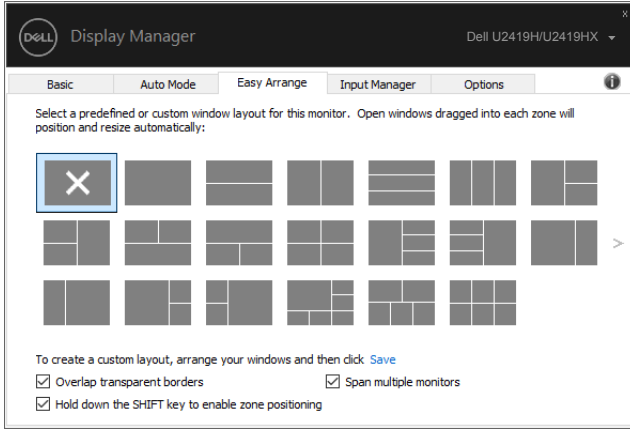 DELL Display Manager
Dell U2419H/U2419HX
Basic Auto Mode Easy Arrange Input Manager Options
Select a predefined or custom window layout for this monitor. Open windows dragged into each zone will
position and resize automatically:
To create a custom layout, arrange your windows and then click Save
Overlap transparent borders Span multiple monitors
Hold down the SHIFT key to enable zone positioning